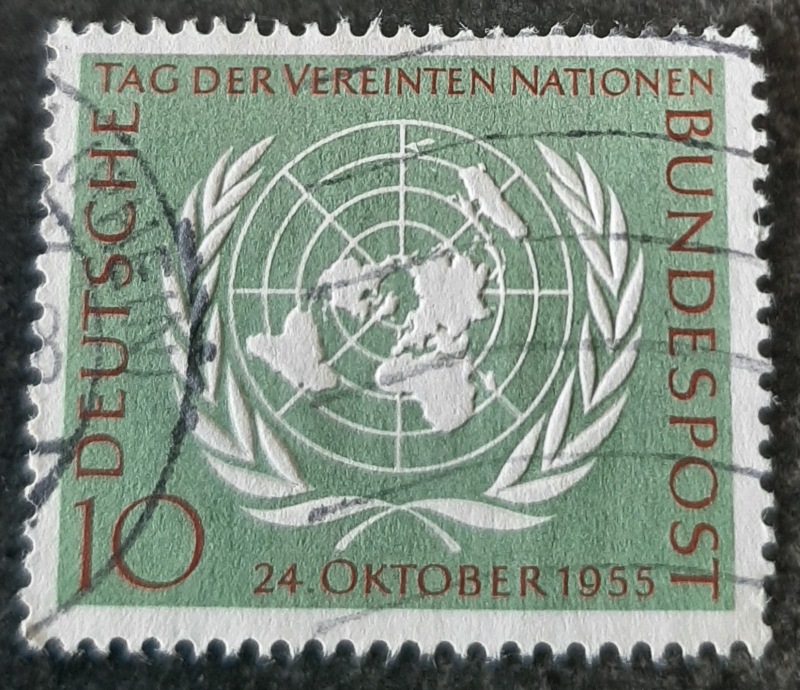 TAG DER VEREINTEN NATIONEN
DEUTSCHE
BUNDESPOST
10
24. OKTOBER 1955